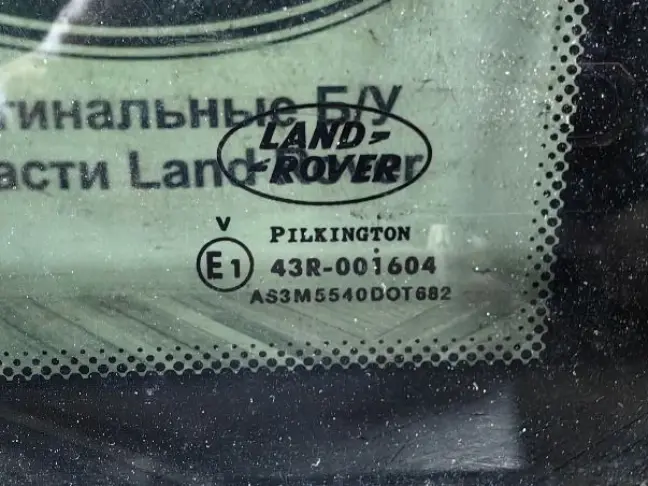 гинальные Б/У
асти Land Rover
LAND-
-ROVER
V
PILKINGTON
E1 43R-001604
AS3M5540DOT682